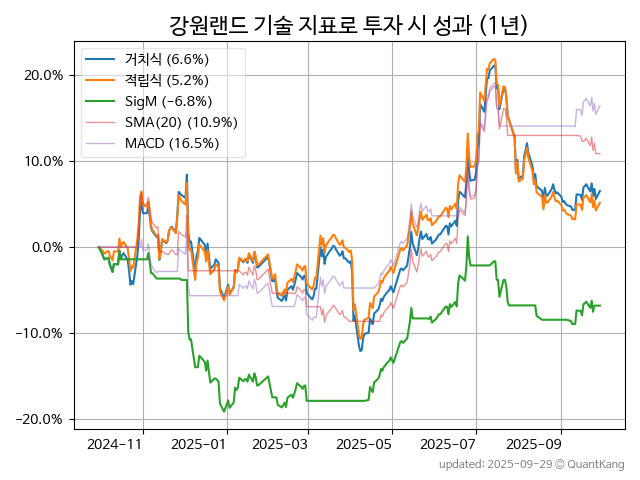 강원랜드 기술 지표로 투자 시 성과 (1년)
거치식 (6.6%)
적립식 (5.2%)
SigM (−6.8%)
SMA(20) (10.9%)
MACD (16.5%)
20.0%
10.0%
0.0%
−10.0%
−20.0%
2024-11 2025-01 2025-03 2025-05 2025-07 2025-09
updated: 2025-09-29 © QuantKang